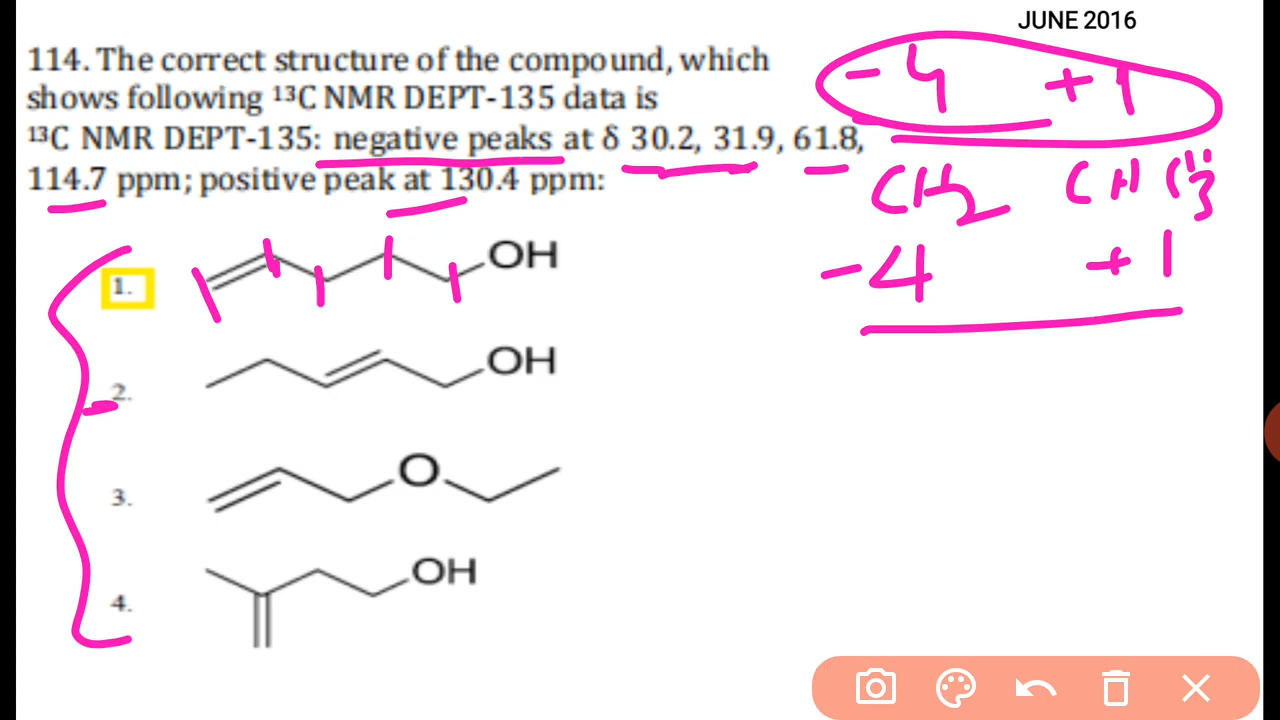 JUNE 2016
114. The correct structure of the compound, which
shows following ¹³C NMR DEPT-135 data is
¹³C NMR DEPT-135: negative peaks at δ 30.2, 31.9, 61.8,
114.7 ppm; positive peak at 130.4 ppm:
-4 +1
CH2 CH CH3
-4 +1
1. OH
2. OH
3. O
4. OH